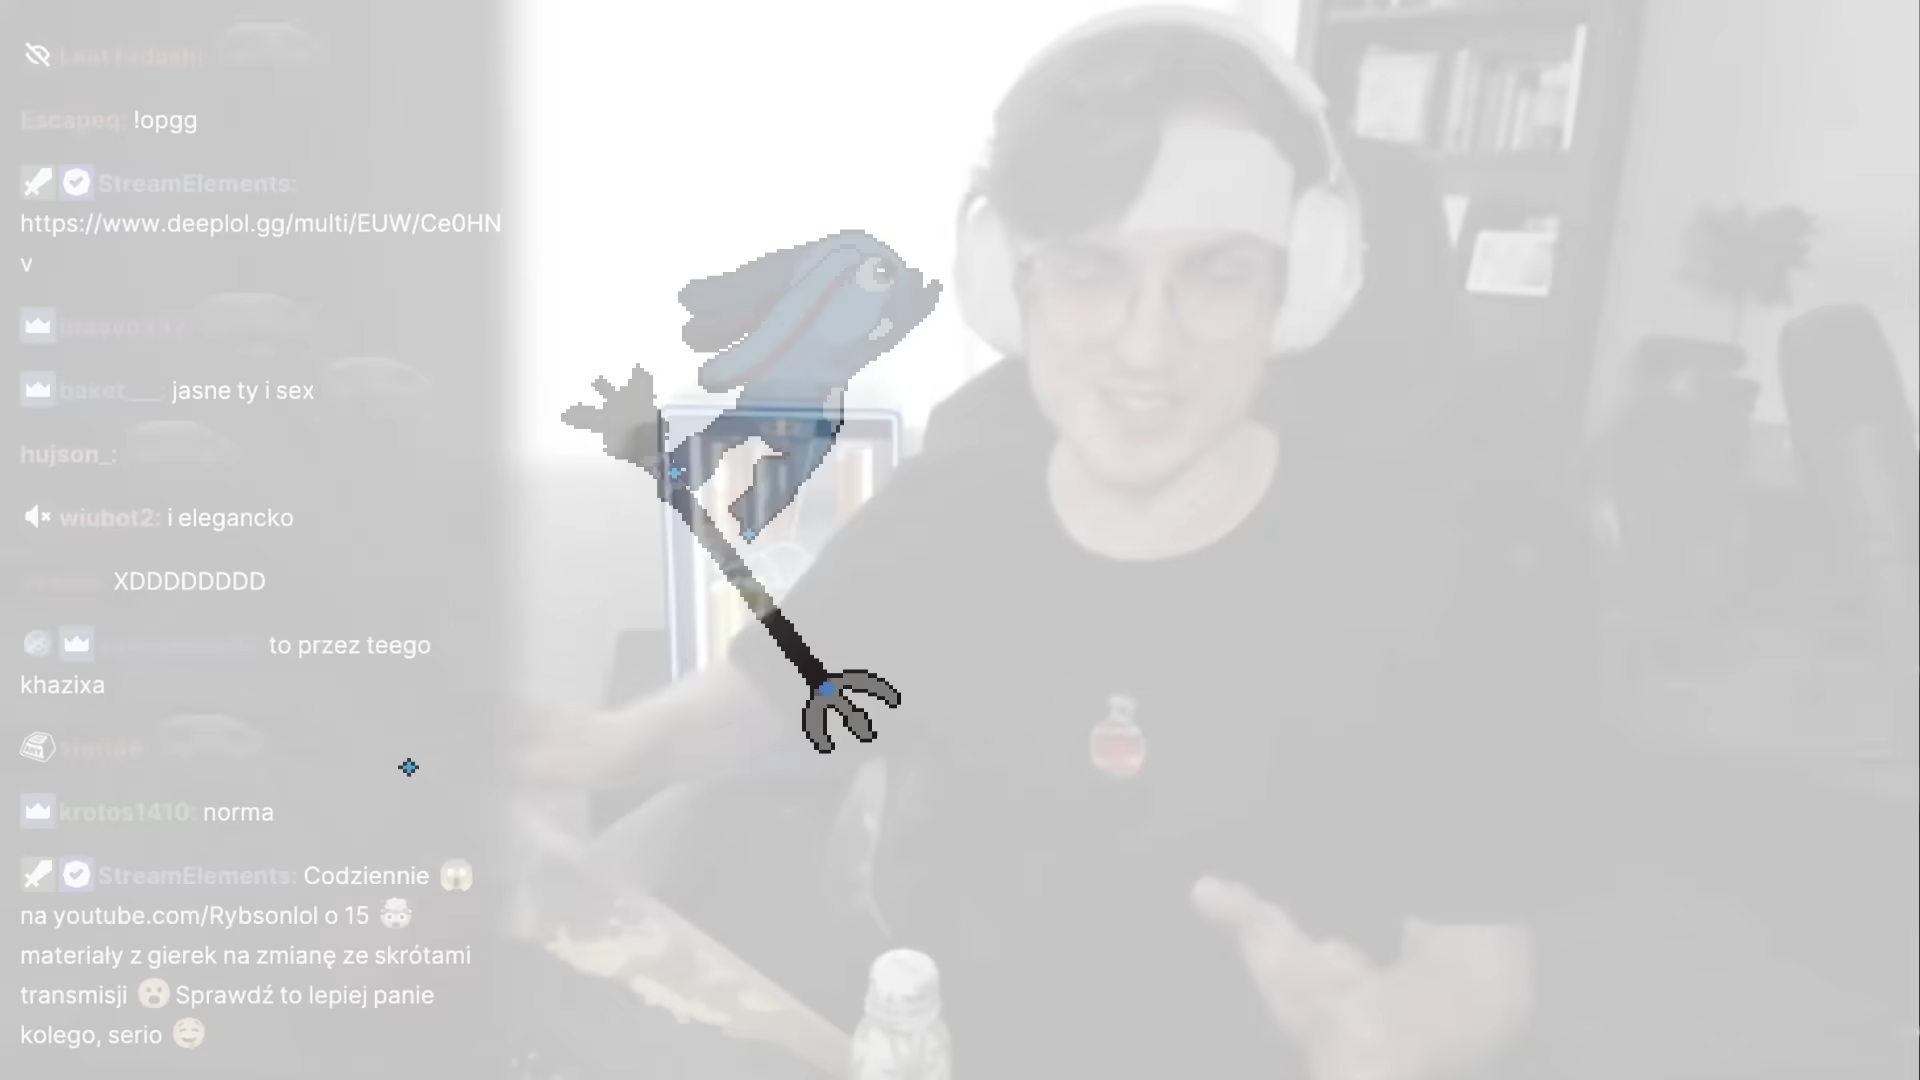 Escapeq: !opgg
StreamElements:
https://www.deeplol.gg/multi/EUW/Ce0HN
v
baket__: jasne ty i sex
hujson_:
wiubot2: i elegancko
XDDDDDDDD
to przez teego
khazixa
krotos1410: norma
StreamElements: Codziennie
na youtube.com/Rybsonlol o 15
materiały z gierek na zmianę ze skrótami
transmisji Sprawdź to lepiej panie
kolego, serio